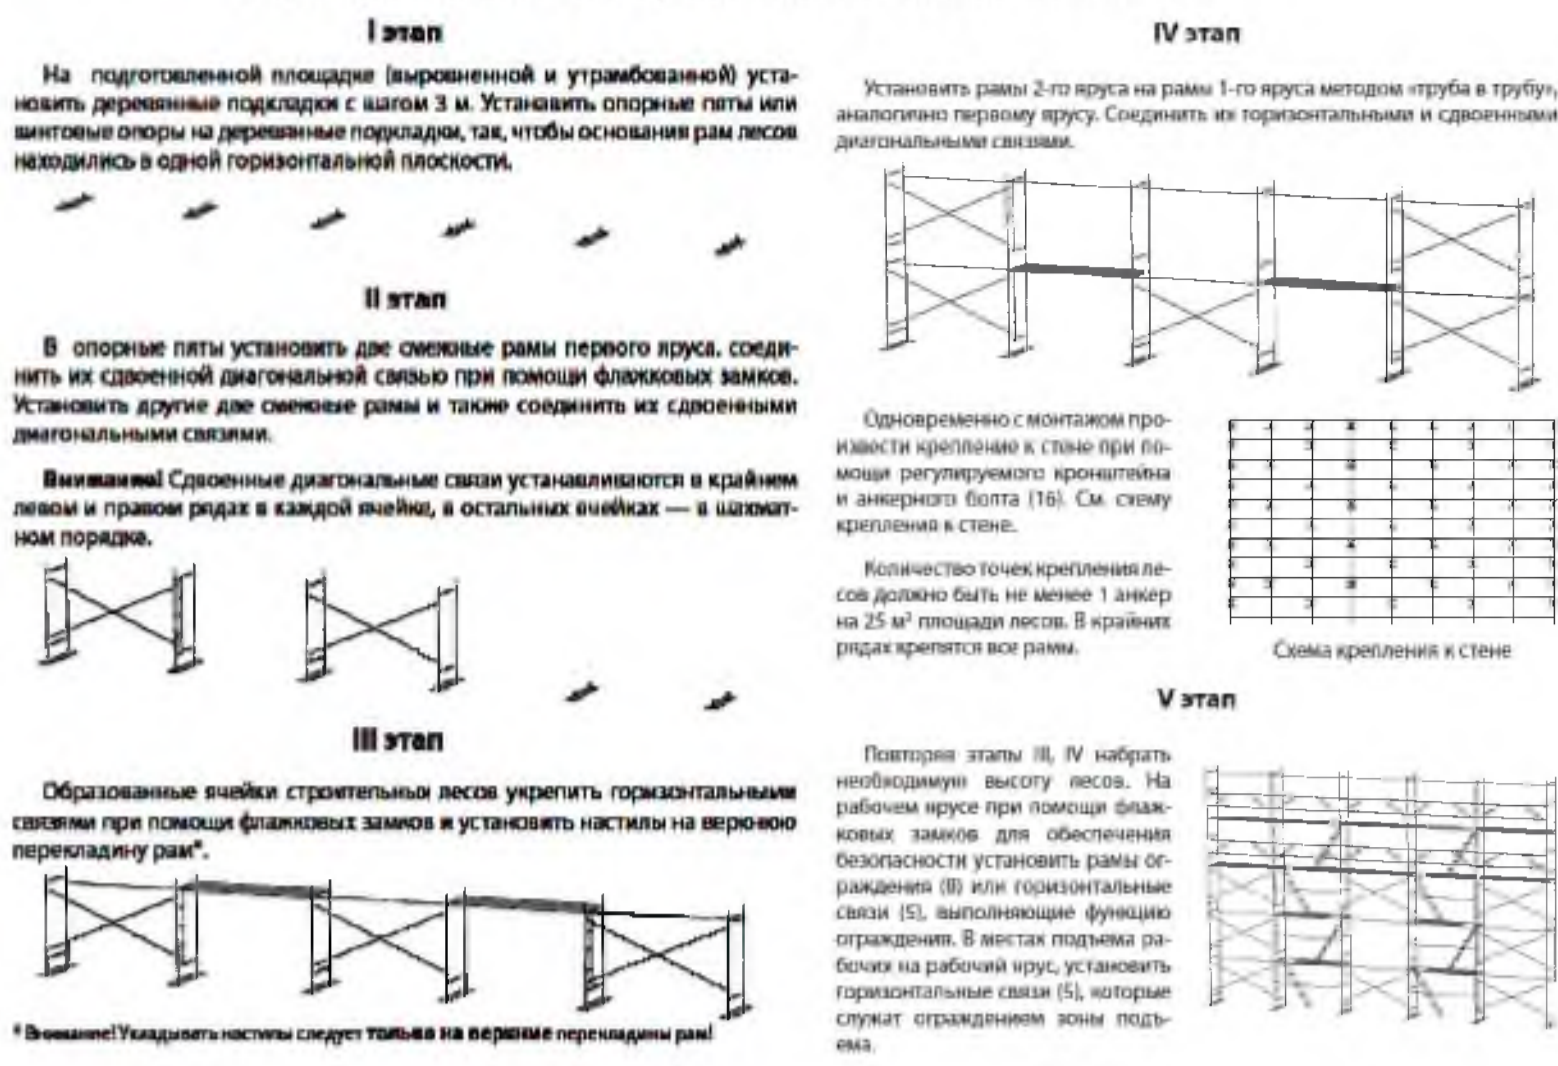 I этап
На подготовленной площадке (выровненной и утрамбованной) уста-
новить деревянные подкладки с шагом 3 м. Установить опорные пяты или
винтовые опоры на деревянные подкладки, так, чтобы основания рам лесов
находились в одной горизонтальной плоскости.
II этап
В опорные пяты установить две смежные рамы первого яруса, соеди-
нить их сдвоенной диагональной связью при помощи флажковых замков.
Установить другие две смежные рамы и также соединить их сдвоенными
диагональными связями.
Внимание! Сдвоенные диагональные связи устанавливаются в крайнем
левом и правом рядах в каждой ячейке, в остальных ячейках — в шахмат-
ном порядке.
III этап
Образованные ячейки строительных лесов укрепить горизонтальными
связями при помощи флажковых замков и установить настилы на верхнюю
перекладину рам*.
* Внимание! Укладывать настилы следует только на верхние перекладины рам!
IV этап
Установить рамы 2-го яруса на рамы 1-го яруса методом «труба в трубу»,
аналогично первому ярусу. Соединить их горизонтальными и сдвоенными
диагональными связями.
Одновременно с монтажом про-
извести крепление к стене при по-
мощи регулируемого кронштейна
и анкерного болта (16). См. схему
крепления к стене.
Количество точек крепления ле-
сов должно быть не менее 1 анкер
на 25 м² площади лесов. В крайних
рядах крепятся все рамы.
Схема крепления к стене
V этап
Повторяя этапы III, IV набрать
необходимую высоту лесов. На
рабочем ярусе при помощи флаж-
ковых замков для обеспечения
безопасности установить рамы ог-
раждения (8) или горизонтальные
связи (5), выполняющие функцию
ограждения. В местах подъема ра-
бочих на рабочий ярус, установить
горизонтальные связи (5), которые
служат ограждением зоны подъ-
ема.